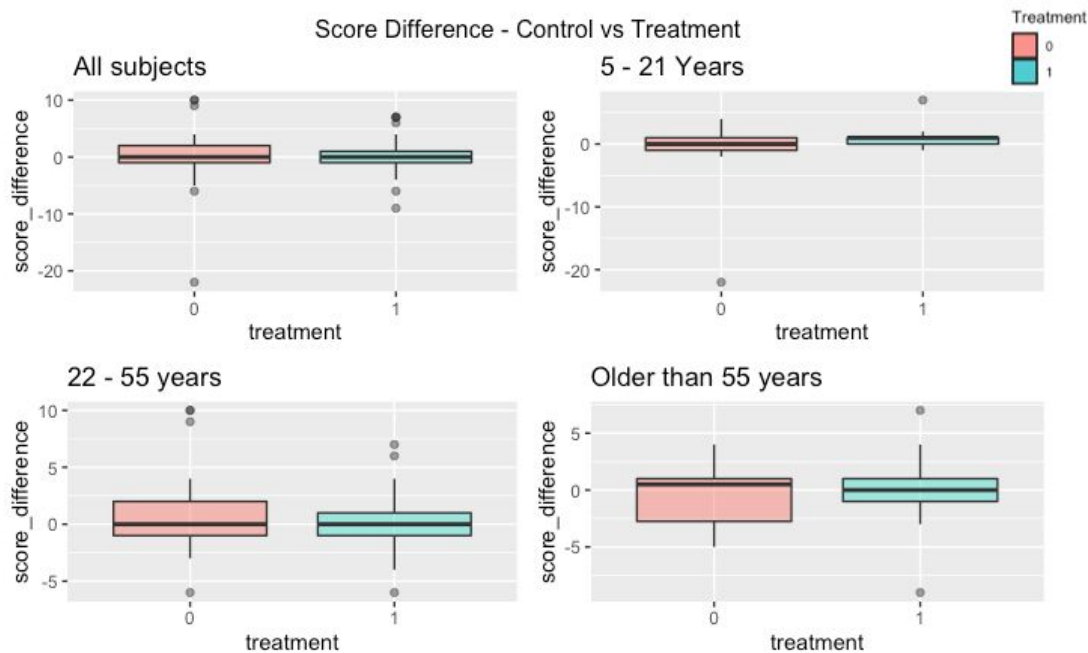 Score Difference - Control vs Treatment
Treatment
0
1
All subjects
score_difference
10
0
-10
-20
0 1
treatment
5 - 21 Years
score_difference
0
-10
-20
0 1
treatment
22 - 55 years
score_difference
10
5
0
-5
0 1
treatment
Older than 55 years
score_difference
5
0
-5
0 1
treatment